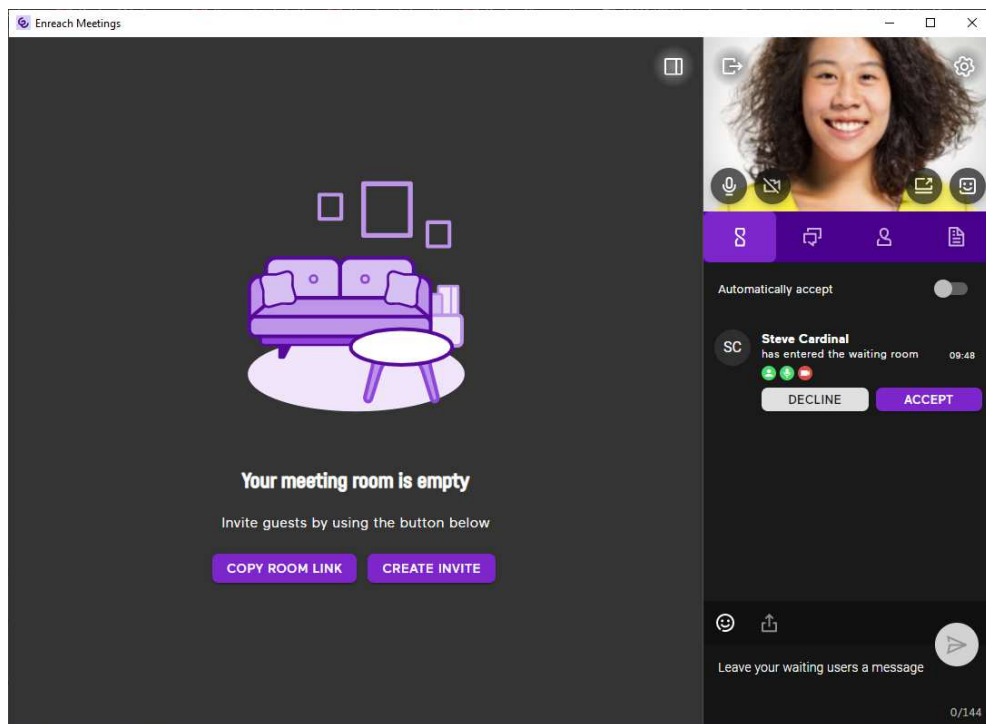 Enreach Meetings
Automatically accept
SC
Steve Cardinal
has entered the waiting room 09:48
DECLINE ACCEPT
Your meeting room is empty
Invite guests by using the button below
COPY ROOM LINK CREATE INVITE
Leave your waiting users a message
0/144